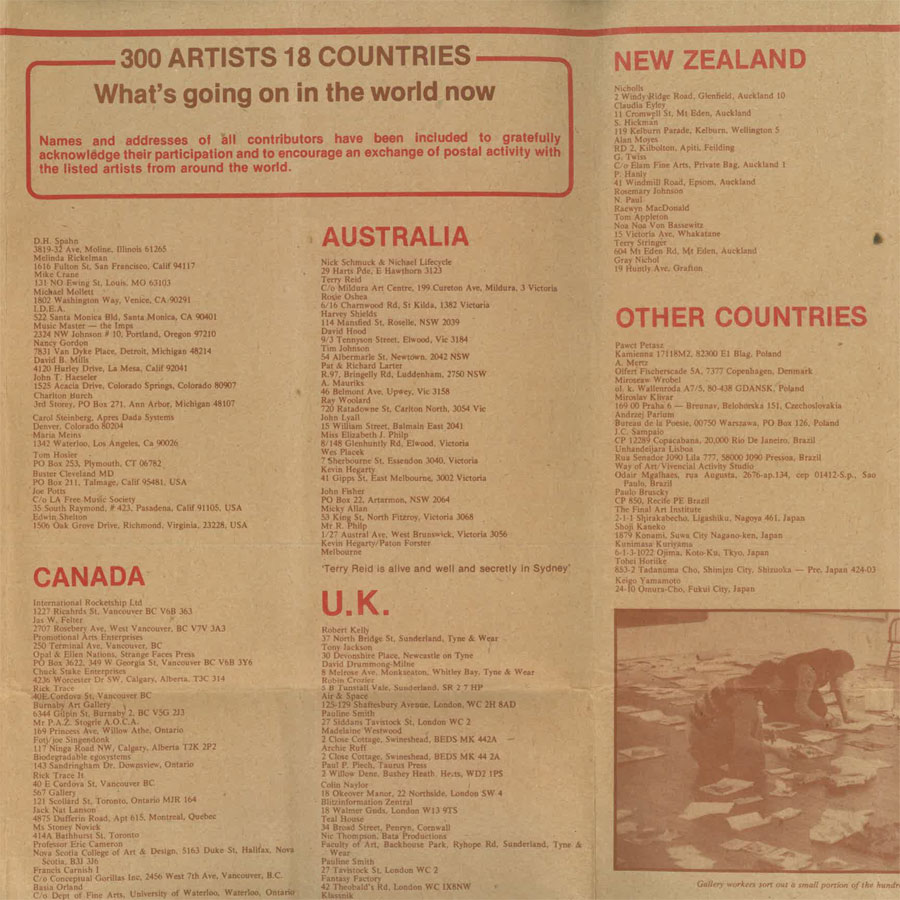 300 ARTISTS 18 COUNTRIES
What's going on in the world now
Names and addresses of all contributors have been included to gratefully
acknowledge their participation and to encourage an exchange of postal activity with
the listed artists from around the world.
D.H. Spahn
3819-32 Ave, Moline, Illinois 61265
Melinda Rickelman
1616 Fulton St, San Francisco, Calif 94117
Mike Crane
131 NO Ewing St, Louis, MO 63103
Michael Mollett
1802 Washington Way, Venice, CA 90291
I.D.E.A.
522 Santa Monica Bld, Santa Monica, CA 90401
Music Master — the Imps
2324 NW Johnson # 10, Portland, Oregon 97210
Nancy Gordon
7831 Van Dyke Place, Detroit, Michigan 48214
David B. Mills
4120 Hurley Drive, La Mesa, Calif 92041
John T. Haeseler
1525 Acacia Drive, Colorado Springs, Colorado 80907
Charlton Burch
3rd Storey, PO Box 271, Ann Arbor, Michigan 48107
Carol Steinberg, Apres Dada Systems
Denver, Colorado 80204
Maria Meins
1342 Waterloo, Los Angeles, CA 90026
Tom Hosier
PO Box 253, Plymouth, CT 06782
Buster Cleveland MD
PO Box 211, Talmage, Calif 95481, USA
Joe Potts
C/o LA Free Music Society
35 South Raymond, # 423, Pasadena, Calif 91105, USA
Edwin Shelton
1506 Oak Grove Drive, Richmond, Virginia, 23228, USA
CANADA
International Rocketship Ltd
1227 Ricahrds St, Vancouver BC V6B 363
Jas W. Felter
2707 Rosebery Ave, West Vancouver, BC V7V 3A3
Promotional Arts Enterprises
250 Terminal Ave, Vancouver, BC
Opal & Ellen Nations, Strange Faces Press
PO Box 3622, 349 W Georgia St, Vancouver BC V6B 3Y6
Chuck Stake Enterprises
4236 Worcester Dr SW, Calgary, Alberta, T3C 314
Rick Trace
40E Cordova St, Vancouver BC
Burnaby Art Gallery
6344 Gilpin St, Burnaby 2, BC V5G 2J3
Mr P.A.Z. Stogrie A.O.C.A.
169 Princess Ave, Willow Athe, Ontario
Foti/joe Singendonk
117 Ninga Road NW, Calgary, Alberta T2K 2P2
Biodegradable egosystems
143 Sandringham Dr, Downsview, Ontario
Rick Trace It
40 E Cordova St, Vancouver BC
567 Gallery
121 Scollard St, Toronto, Ontario MJR 164
Jack Nat Lanson
4875 Dufferin Road, Apt 615, Montreal, Quebec
Ms Stoney Novick
414A Bathhurst St, Toronto
Professor Eric Cameron
Nova Scotia College of Art & Design, 5163 Duke St, Halifax, Nova
Scotia, B3J 3J6
Francis Carnish I
C/o Conceptual Gorillas Inc, 2456 West 7th Ave, Vancouver, B.C.
Basia Orland
C/o Dept of Fine Arts, University of Waterloo, Waterloo, Ontario
AUSTRALIA
Nick Schmuck & Nichael Lifecycle
29 Harts Pde, E Hawthorn 3123
Terry Reid
C/o Mildura Art Centre, 199 Cureton Ave, Mildura, 3 Victoria
Rosie Oshea
6/16 Charnwood Rd, St Kilda, 1382 Victoria
Harvey Shields
114 Mansfied St, Roselle, NSW 2039
David Hood
9/3 Tennyson Street, Elwood, Vic 3184
Tim Johnson
54 Albermarle St, Newtown, 2042 NSW
Pat & Richard Larter
R.97, Bringelly Rd, Luddenham, 2750 NSW
A. Mauriks
46 Belmont Ave, Upwey, Vic 3158
Ray Woolard
720 Ratadowne St, Carlton North, 3054 Vic
John Lyall
15 William Street, Balmain East 2041
Miss Elizabeth J. Philp
8/148 Glenhuntly Rd, Elwood, Victoria
Wes Placek
7 Sherbourne St, Essendon 3040, Victoria
Kevin Hegarty
41 Gipps St, East Melbourne, 3002 Victoria
John Fisher
PO Box 22, Artarmon, NSW 2064
Micky Allan
53 King St, North Fitzroy, Victoria 3068
Mr R. Philp
1/27 Austral Ave, West Brunswick, Victoria 3056
Kevin Hegarty/Paton Forster
Melbourne
'Terry Reid is alive and well and secretly in Sydney'
U.K.
Robert Kelly
37 North Bridge St, Sunderland, Tyne & Wear
Tony Jackson
30 Devonshire Place, Newcastle on Tyne
David Drummong-Milne
8 Melrose Ave, Monkseaton, Whitley Bay, Tyne & Wear
Robin Crozier
5 B Tunstall Vale, Sunderland, SR 2 7 HP
Air & Space
125-129 Shaftesbury Avenue, London, WC 2H 8AD
Pauline Smith
27 Siddans Tavistock St, London WC 2
Madelaine Westwood
2 Close Cottage, Swineshead, BEDS MK 442A
Archie Ruff
2 Close Cottage, Swineshead, BEDS MK 44 2A
Paul P. Piech, Taurus Press
2 Willow Dene, Bushey Heath, Herts, WD2 1PS
Colin Naylor
18 Okeover Manor, 22 Northside, London SW 4
Blitzinformation Zentral
18 Walmer Gnds, London W13 9TS
Teal House
34 Broad Street, Penryn, Cornwall
Nic Thompson, Bata Productions
Faculty of Art, Backhouse Park, Ryhope Rd, Sunderland, Tyne &
Wear
Pauline Smith
27 Tavistock St, London WC 2
Fantasy Factory
42 Theobald's Rd, London WC IX8NW
Klassnik
NEW ZEALAND
Nicholls
2 Windy Ridge Road, Glenfield, Auckland 10
Claudia Eyley
11 Cromwyll St, Mt Eden, Auckland
S. Hickman
119 Kelburn Parade, Kelburn, Wellington 5
Alan Moyes
RD 2, Kilbolton, Apiti, Feilding
G. Twiss
C/o Elam Fine Arts, Private Bag, Auckland 1
P. Hanly
41 Windmill Road, Epsom, Auckland
Rosemary Johnson
N. Paul
Raewyn MacDonald
Tom Appleton
Noa Noa Von Bassewitz
15 Victoria Ave, Whakatane
Terry Stringer
604 Mt Eden Rd, Mt Eden, Auckland
Gray Nichol
19 Huntly Ave, Grafton
OTHER COUNTRIES
Pawet Petasz
Kamienna 17118M2, 82300 E1 Blag, Poland
A. Mertz
Olfert Fischerscade 5A, 7377 Copenhagen, Denmark
Miroszaw Wrobel
ul. k. Wallenroda A7/5, 80-438 GDANSK, Poland
Miroslav Klivar
169 00 Praha 6 — Breunav, Belohorska 151, Czechoslovakia
Andrzej Parlum
Bureau de la Poesie, 00750 Warszawa, PO Box 126, Poland
J.C. Sampaio
CP 12289 Copacabana, 20,000 Rio De Janeiro, Brazil
Unhandeijara Lisboa
Rua Senador J090 Lila 777, 58000 J090 Pressoa, Brazil
Way of Art/Vivencial Activity Studio
Odair Mgalhaes, rua Augusta, 2676-ap.134, cep 01412-S.p., Sao
Paulo, Brazil
Paulo Bruscky
CP 850, Recife PE Brazil
The Final Art Institute
2-1-1 Shirakabecho, Ligashiku, Nagoya 461, Japan
Shoji Kaneko
1879 Konami, Suwa City Nagano-ken, Japan
Kunimasa Kuriyama
6-1-3-1022 Ojima, Koto-Ku, Tkyo, Japan
Tohei Horiike
883-2 Tadanuma Cho, Shimizu City, Shizuoka — Pre, Japan 424-03
Keigo Yamamoto
24-10 Omura-Cho, Fukui City, Japan
Gallery workers sort out a small portion of the hundr